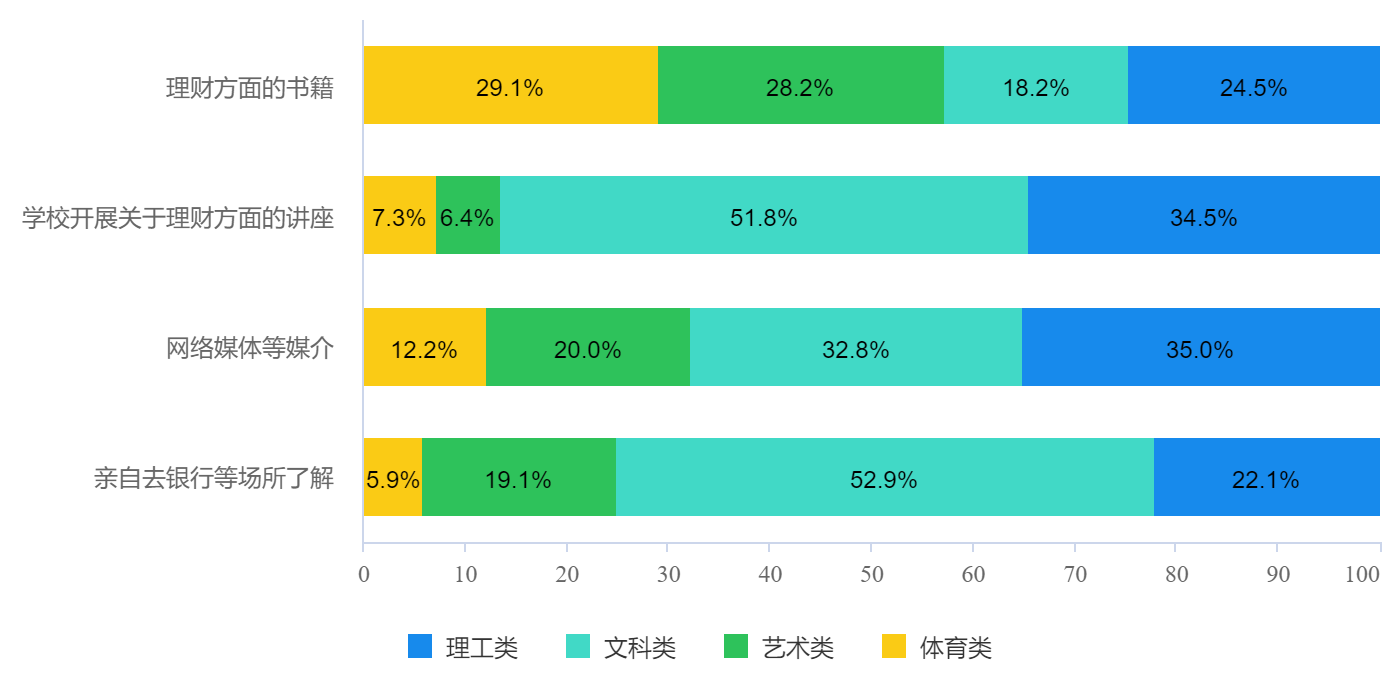 理财方面的书籍
29.1% 28.2% 18.2% 24.5%
学校开展关于理财方面的讲座
7.3% 6.4% 51.8% 34.5%
网络媒体等媒介
12.2% 20.0% 32.8% 35.0%
亲自去银行等场所了解
5.9% 19.1% 52.9% 22.1%
0 10 20 30 40 50 60 70 80 90 100
理工类 文科类 艺术类 体育类